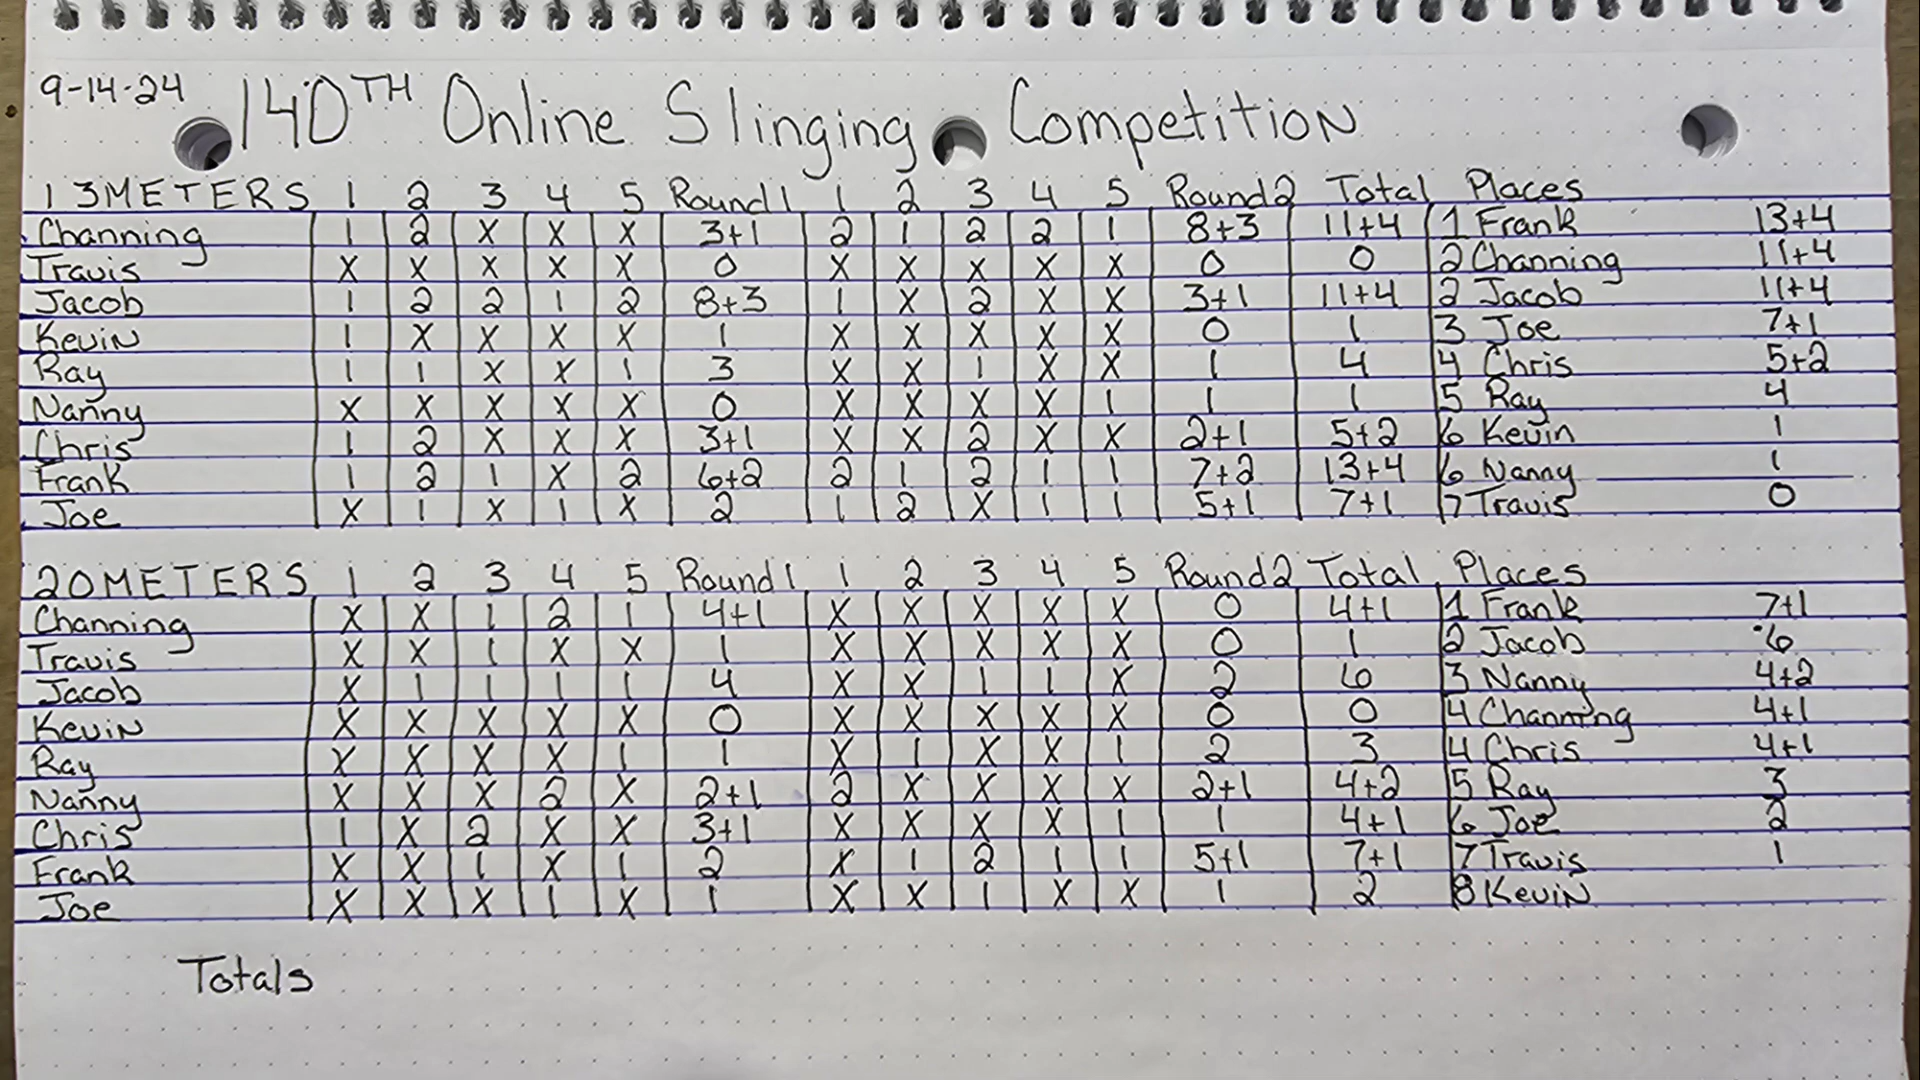 9-14-24 140TH Online Slinging Competition
13METERS 1 2 3 4 5 Round1 1 2 3 4 5 Round2 Total Places
Channing 1 2 X X X 3+1 2 1 2 2 1 8+3 11+4 1 Frank 13+4
Travis X X X X X 0 X X X X X 0 0 2 Channing 11+4
Jacob 1 2 2 1 2 8+3 1 X 2 X X 3+1 11+4 2 Jacob 11+4
Kevin 1 X X X X 1 X X X X X 0 1 3 Joe 7+1
Ray 1 1 X X 1 3 X X 1 X X 1 4 4 Chris 5+2
Nanny X X X X X 0 X X X X 1 1 1 5 Ray 4
Chris 1 2 X X X 3+1 X X 2 X X 2+1 5+2 6 Kevin 1
Frank 1 2 1 X 2 6+2 2 1 2 1 1 7+2 13+4 6 Nanny 1
Joe X 1 X 1 X 2 1 2 X 1 1 5+1 7+1 7 Travis 0
20METERS 1 2 3 4 5 Round1 1 2 3 4 5 Round2 Total Places
Channing X X 1 2 1 4+1 X X X X X 0 4+1 1 Frank 7+1
Travis X X 1 X X 1 X X X X X 0 1 2 Jacob 6
Jacob X 1 1 1 1 4 X X 1 1 X 2 6 3 Nanny 4+2
Kevin X X X X X 0 X X X X X 0 0 4 Channing 4+1
Ray X X X X 1 1 X 1 X X 1 2 3 4 Chris 4+1
Nanny X X X 2 X 2+1 2 X X X X 2+1 4+2 5 Ray 3
Chris 1 X 2 X X 3+1 X X X X 1 1 4+1 6 Joe 2
Frank X X 1 X 1 2 X 1 2 1 1 5+1 7+1 7 Travis 1
Joe X X X 1 X 1 X X 1 X X 1 2 8 Kevin
Totals